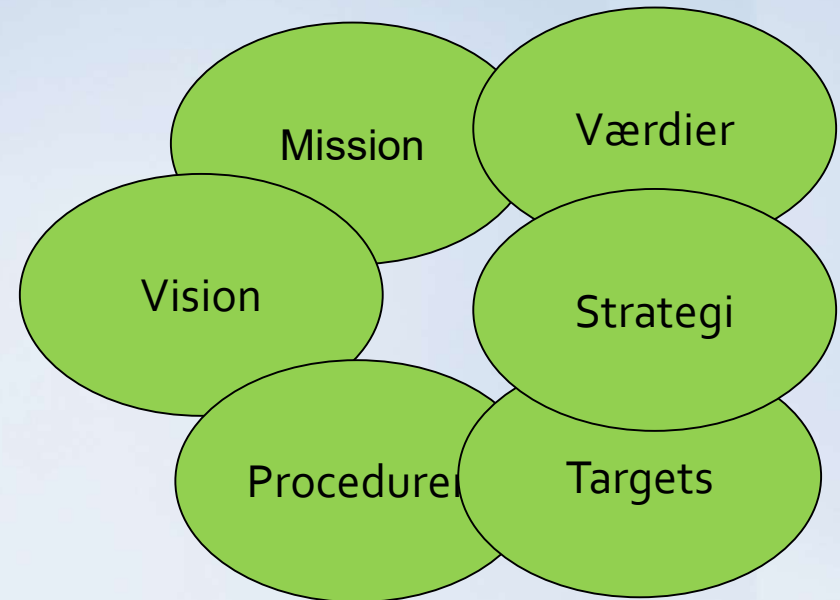 Mission
Værdier
Vision
Strategi
Procedurer
Targets